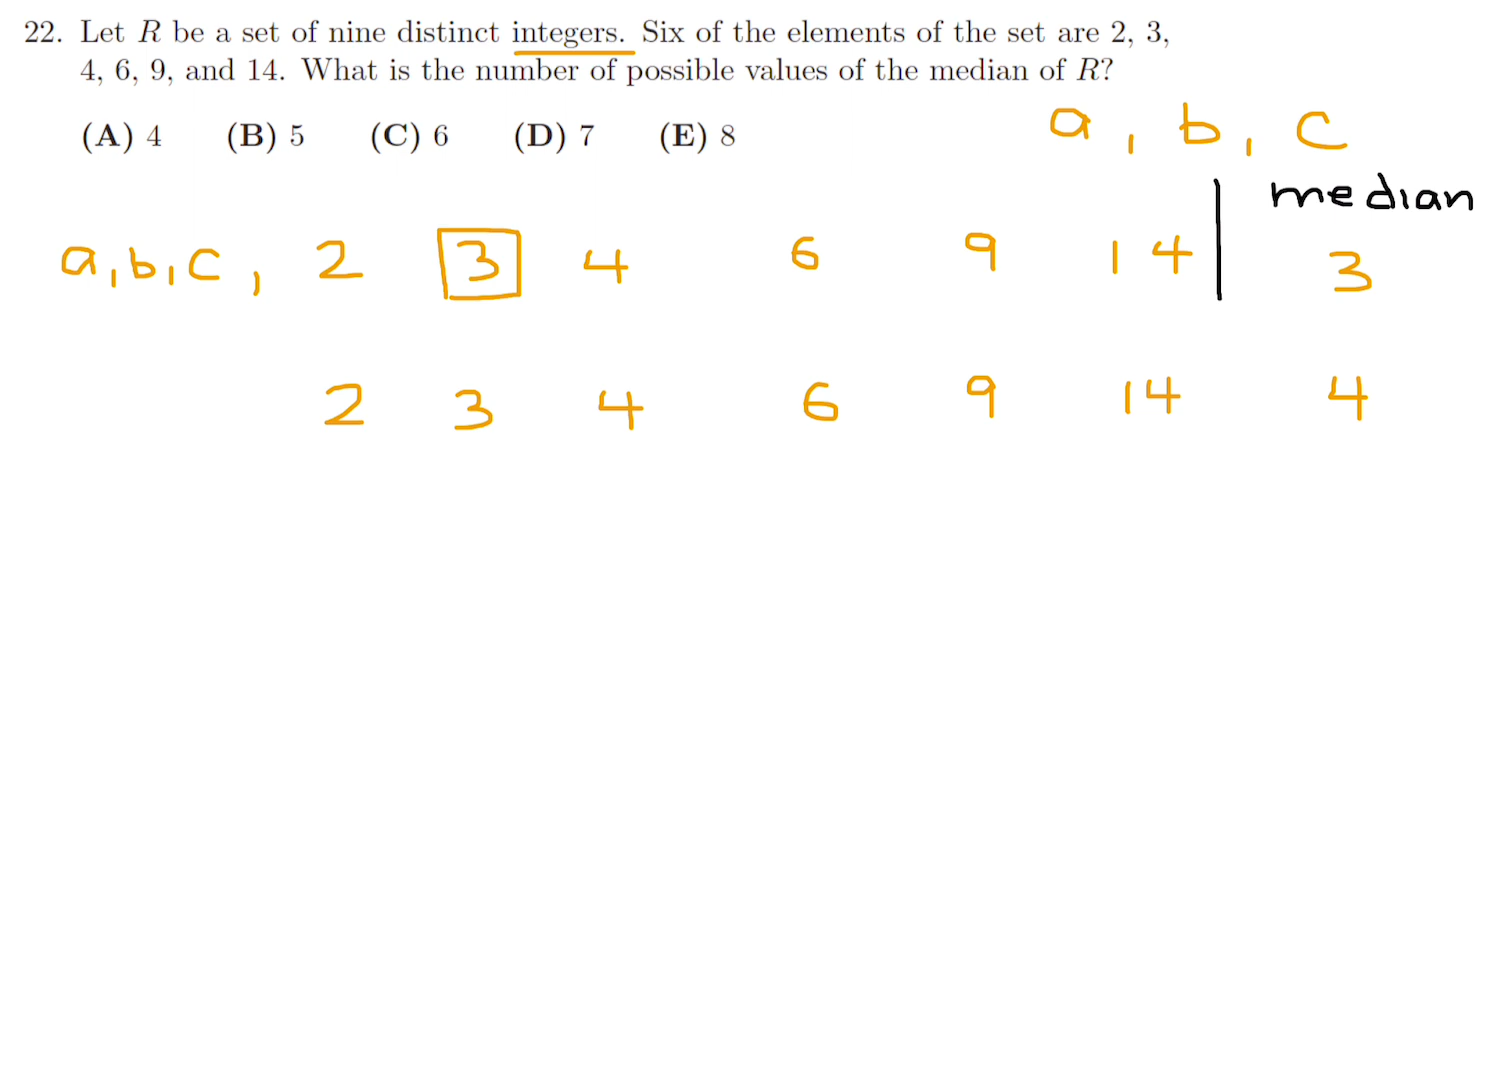 22. Let R be a set of nine distinct integers. Six of the elements of the set are 2, 3,
4, 6, 9, and 14. What is the number of possible values of the median of R?
(A) 4 (B) 5 (C) 6 (D) 7 (E) 8
a, b, c
median
a, b, c, 2 3 4 6 9 14 3
2 3 4 6 9 14 4